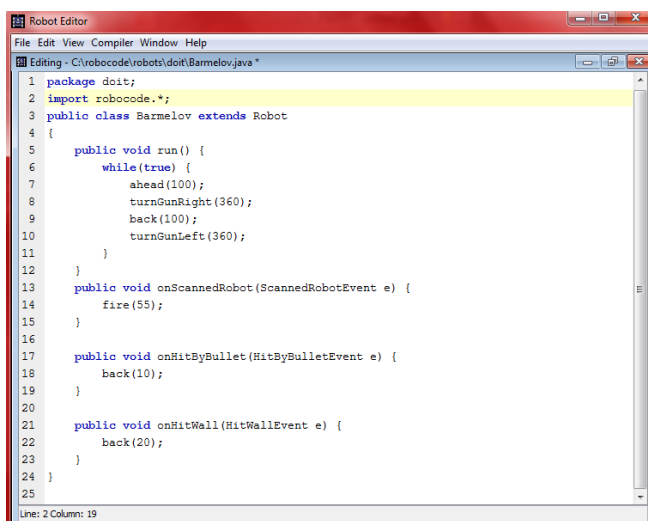 Robot Editor
File Edit View Compiler Window Help
Editing - C:\robocode\robots\doit\Barmelov.java *
1 package doit;
2 import robocode.*;
3 public class Barmelov extends Robot
4 {
5     public void run() {
6         while(true) {
7             ahead(100);
8             turnGunRight(360);
9             back(100);
10             turnGunLeft(360);
11         }
12     }
13     public void onScannedRobot(ScannedRobotEvent e) {
14         fire(55);
15     }
16
17     public void onHitByBullet(HitByBulletEvent e) {
18         back(10);
19     }
20
21     public void onHitWall(HitWallEvent e) {
22         back(20);
23     }
24 }
25
Line: 2 Column: 19